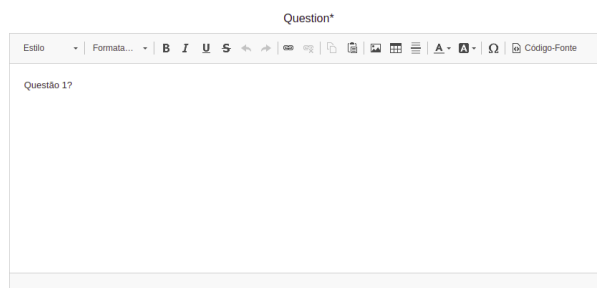 Question*
Estilo Formata... B I U S A A Ω Código-Fonte
Questão 1?